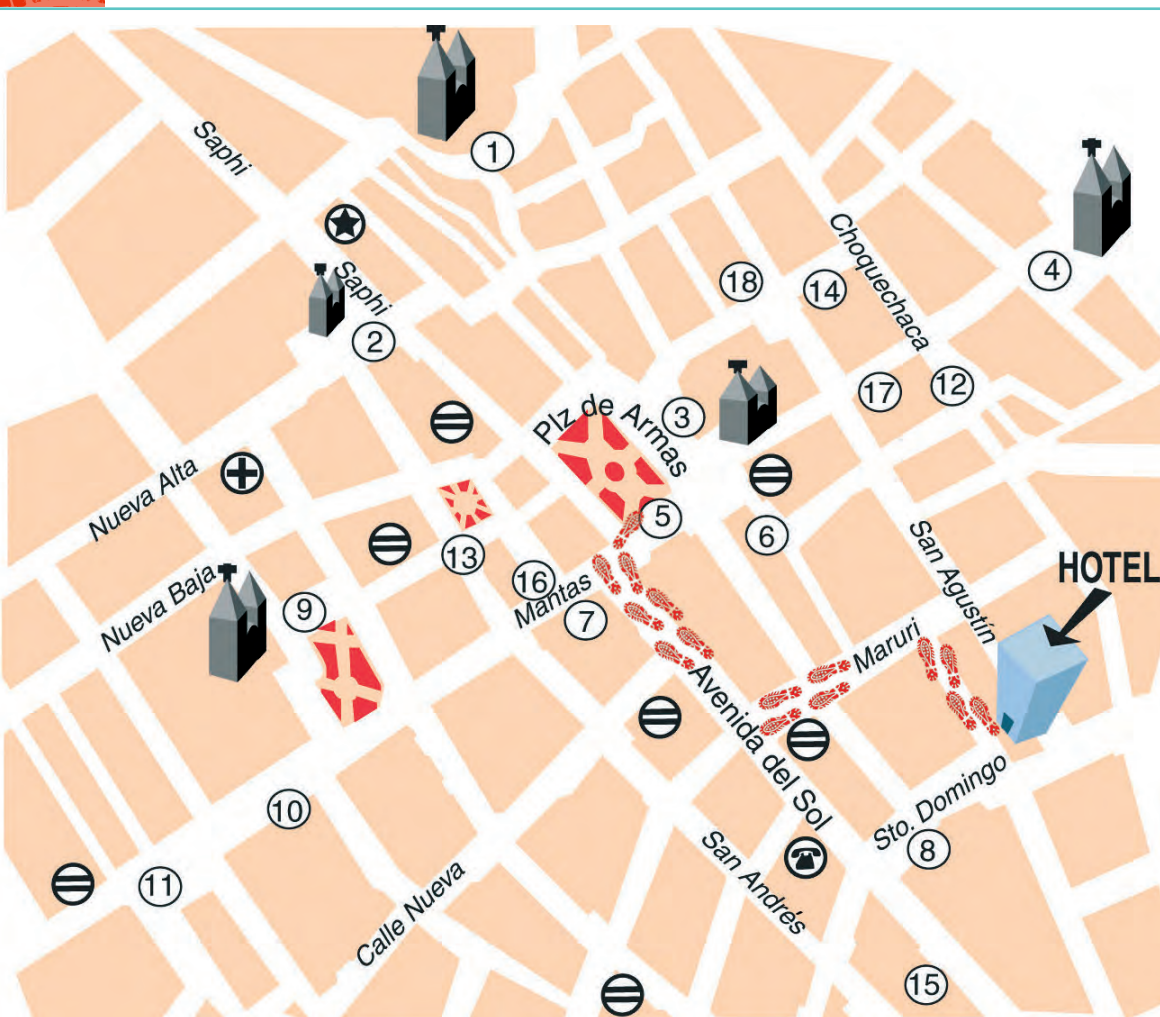 1
Saphi
Choquechaca
4
18
14
Saphi
2
17
12
3
Plz de Armas
Nueva Alta
5
6
13
16
Mantas
7
San Agustín
HOTEL
Nueva Baja
9
Maruri
Avenida del Sol
10
Sto. Domingo
8
San Andrés
11
Calle Nueva
15